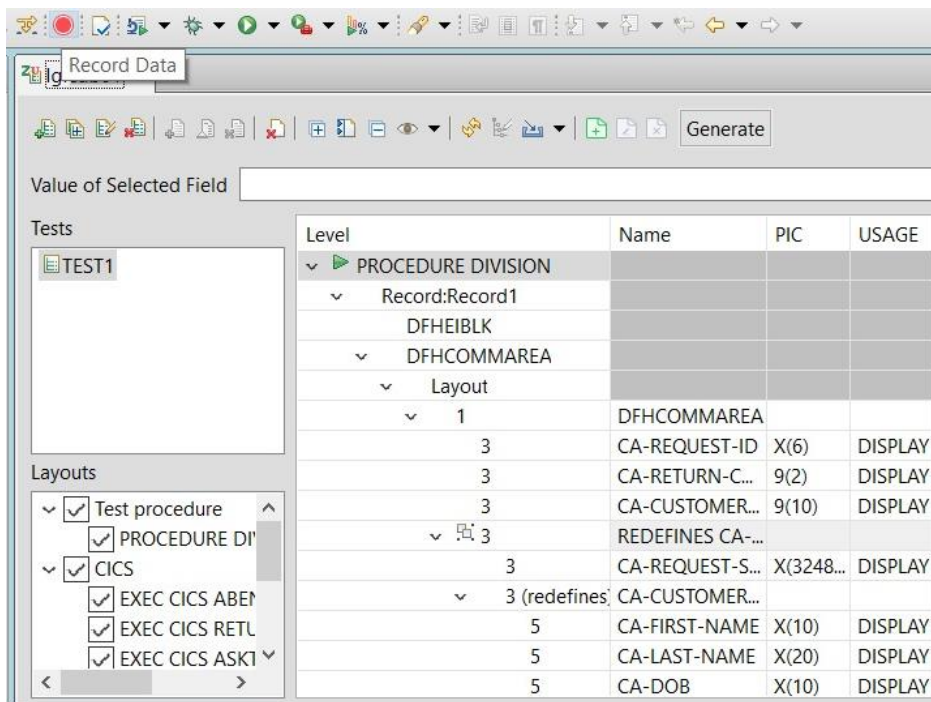 Record Data
Generate
Value of Selected Field
Tests
TEST1
Level Name PIC USAGE
PROCEDURE DIVISION
Record:Record1
DFHEIBLK
DFHCOMMAREA
Layout
1 DFHCOMMAREA
3 CA-REQUEST-ID X(6) DISPLAY
3 CA-RETURN-C... 9(2) DISPLAY
3 CA-CUSTOMER... 9(10) DISPLAY
3 REDEFINES CA-...
3 CA-REQUEST-S... X(3248... DISPLAY
3 (redefines) CA-CUSTOMER...
5 CA-FIRST-NAME X(10) DISPLAY
5 CA-LAST-NAME X(20) DISPLAY
5 CA-DOB X(10) DISPLAY
Layouts
Test procedure
PROCEDURE DI
CICS
EXEC CICS ABEN
EXEC CICS RETU
EXEC CICS ASKT